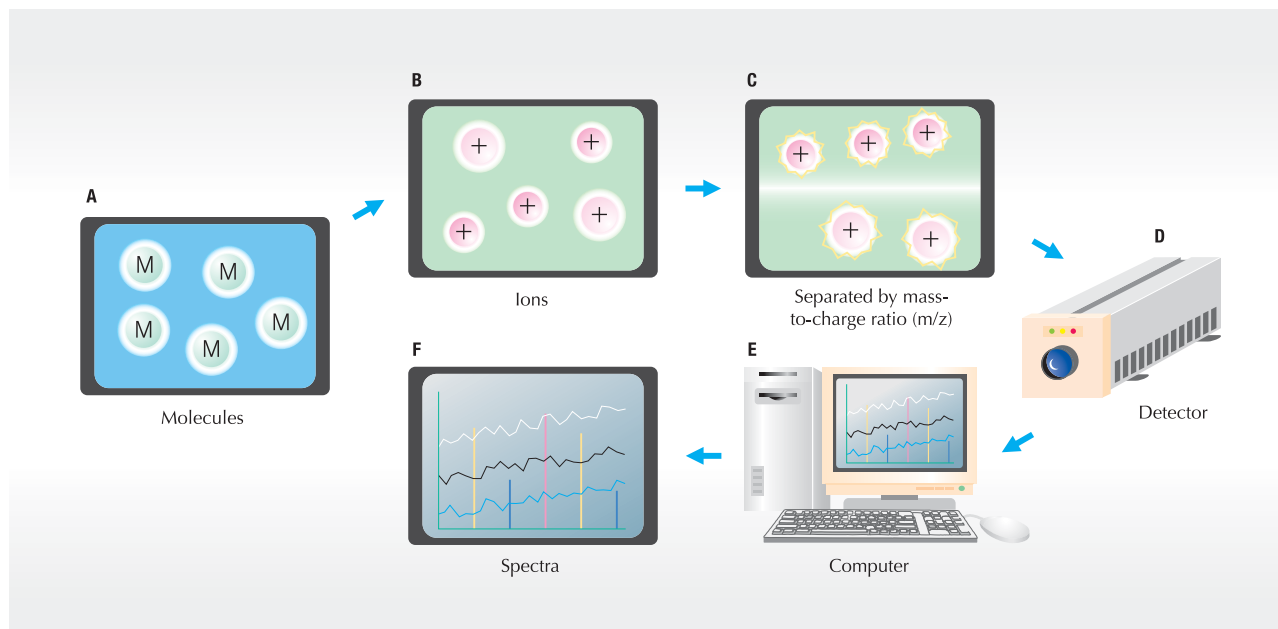 A
M
M
M
M
M
Molecules
B
+
+
+
+
+
Ions
C
+
+
+
+
+
Separated by mass-
to-charge ratio (m/z)
D
Detector
E
Computer
F
Spectra